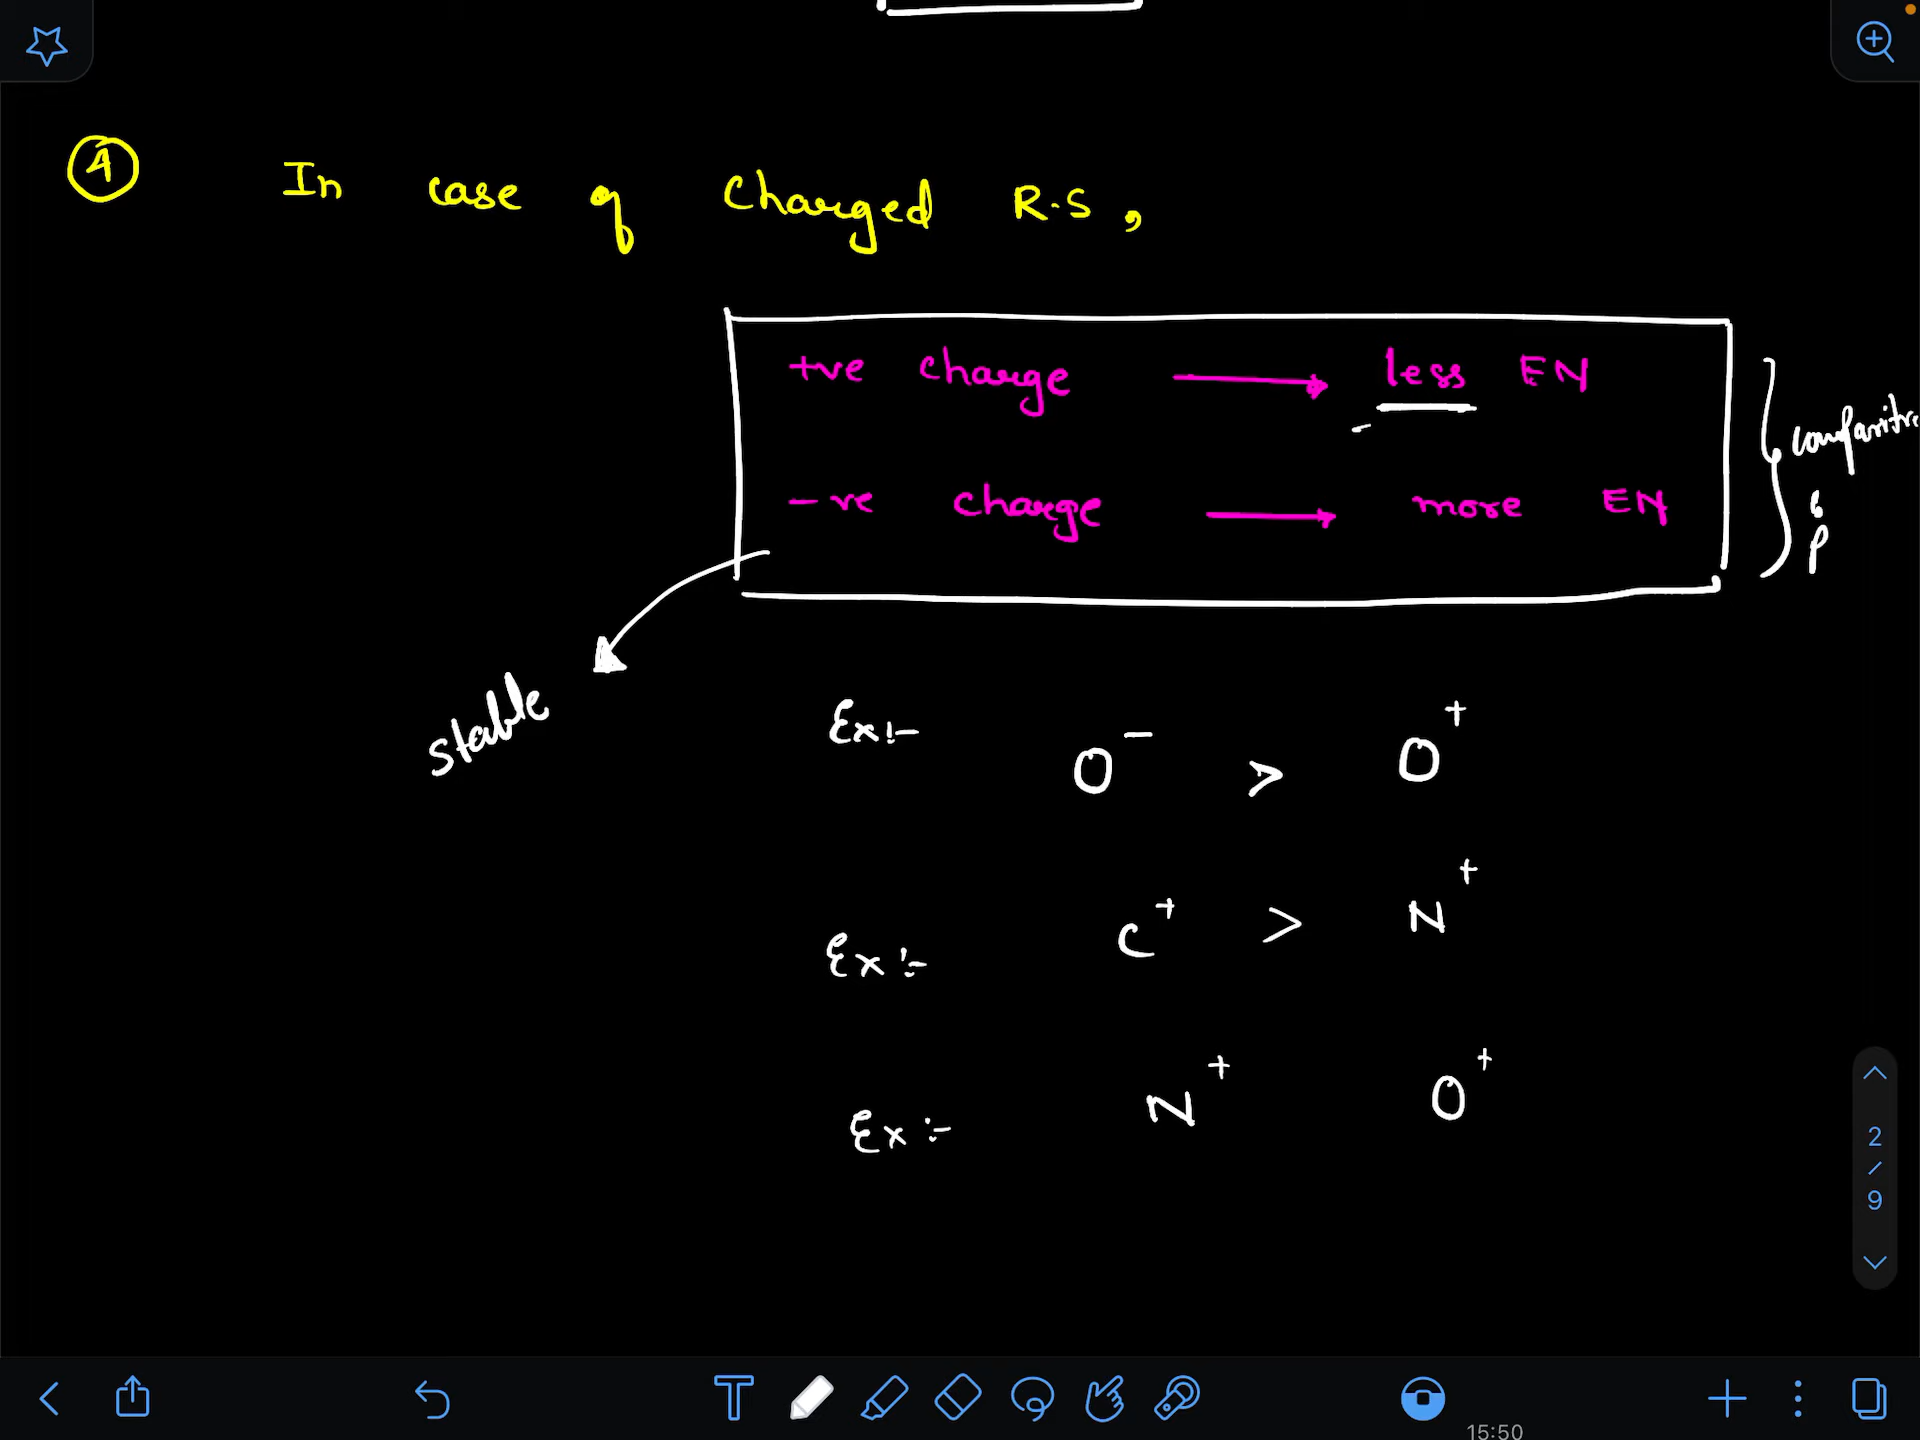 ④ In case of Charged R.S,
+ve charge → less EN
-ve charge → more EN
stable
Ex:- O⁻ > O⁺
Ex:- C⁺ > N⁺
Ex:- N⁺ O⁺
2
/
9
T
15:50